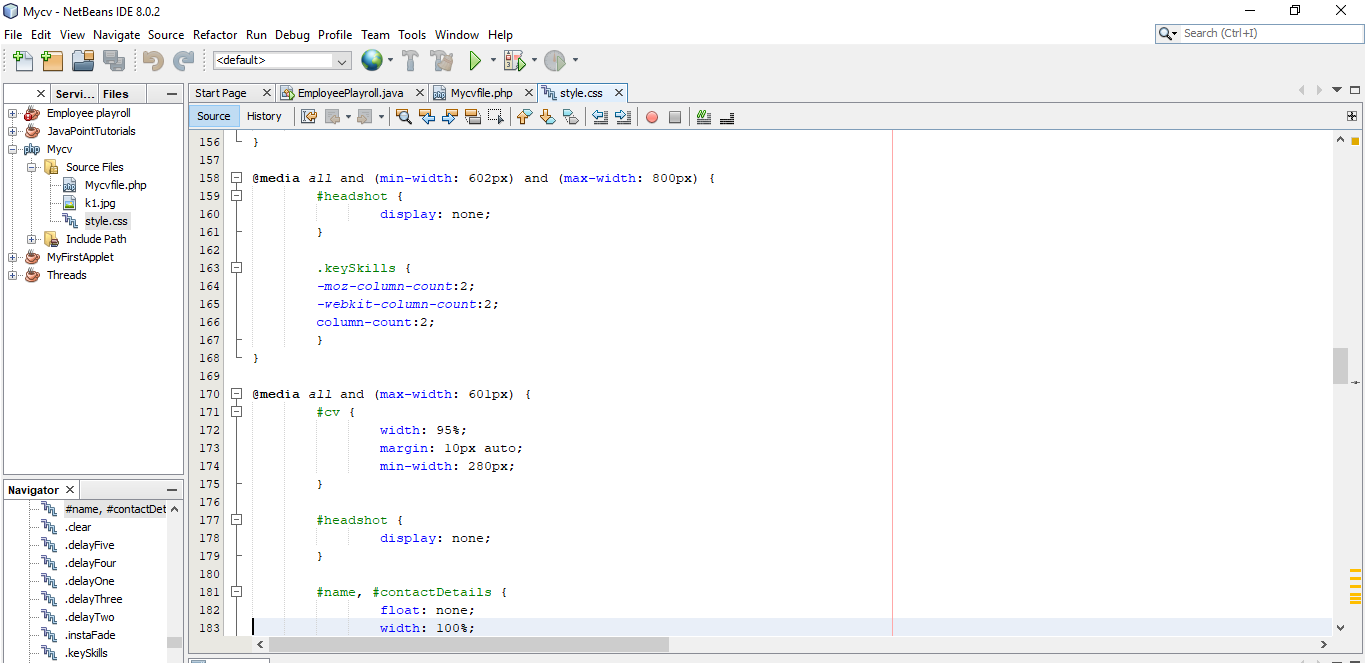 Mycv - NetBeans IDE 8.0.2
File Edit View Navigate Source Refactor Run Debug Profile Team Tools Window Help
Search (Ctrl+I)
<default>
Servi... Files
Start Page EmployeePlayroll.java Mycvfile.php style.css
Source History
Employee playroll
JavaPointTutorials
php Mycv
Source Files
Mycvfile.php
k1.jpg
style.css
Include Path
MyFirstApplet
Threads
Navigator
#name, #contactDet
.clear
.delayFive
.delayFour
.delayOne
.delayThree
.delayTwo
.instaFade
.keySkills
156 }
157
158 @media all and (min-width: 602px) and (max-width: 800px) {
159 #headshot {
160 display: none;
161 }
162
163 .keySkills {
164 -moz-column-count:2;
165 -webkit-column-count:2;
166 column-count:2;
167 }
168 }
169
170 @media all and (max-width: 601px) {
171 #cv {
172 width: 95%;
173 margin: 10px auto;
174 min-width: 280px;
175 }
176
177 #headshot {
178 display: none;
179 }
180
181 #name, #contactDetails {
182 float: none;
183 width: 100%;